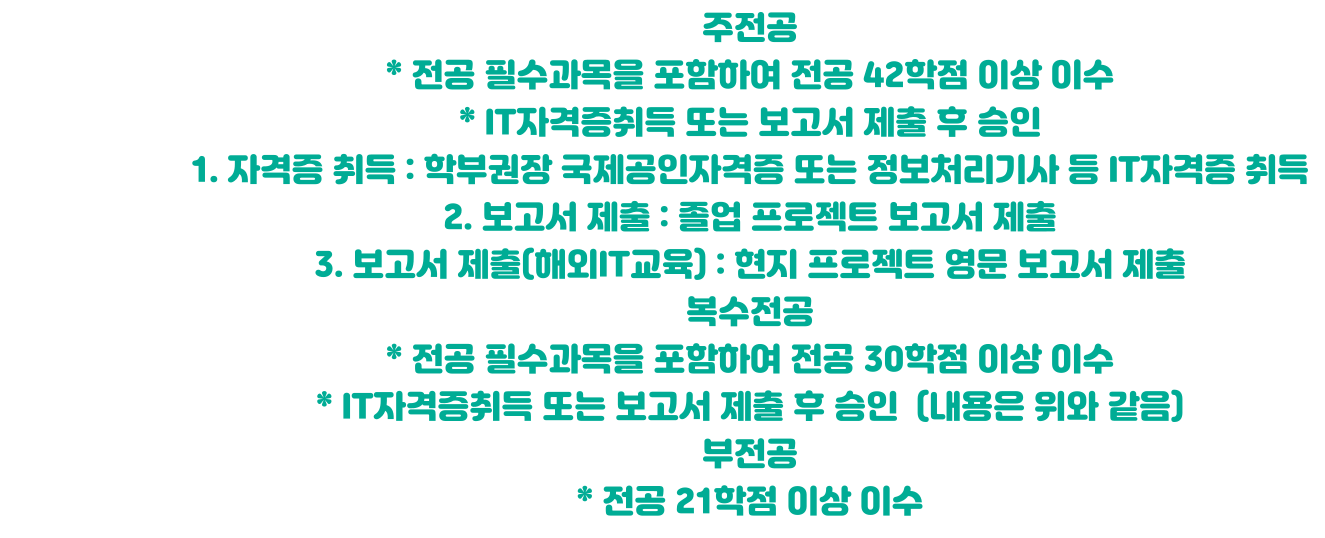 주전공
* 전공 필수과목을 포함하여 전공 42학점 이상 이수
* IT자격증취득 또는 보고서 제출 후 승인
1. 자격증 취득 : 학부권장 국제공인자격증 또는 정보처리기사 등 IT자격증 취득
2. 보고서 제출 : 졸업 프로젝트 보고서 제출
3. 보고서 제출(해외IT교육) : 현지 프로젝트 영문 보고서 제출
복수전공
* 전공 필수과목을 포함하여 전공 30학점 이상 이수
* IT자격증취득 또는 보고서 제출 후 승인  (내용은 위와 같음)
부전공
* 전공 21학점 이상 이수